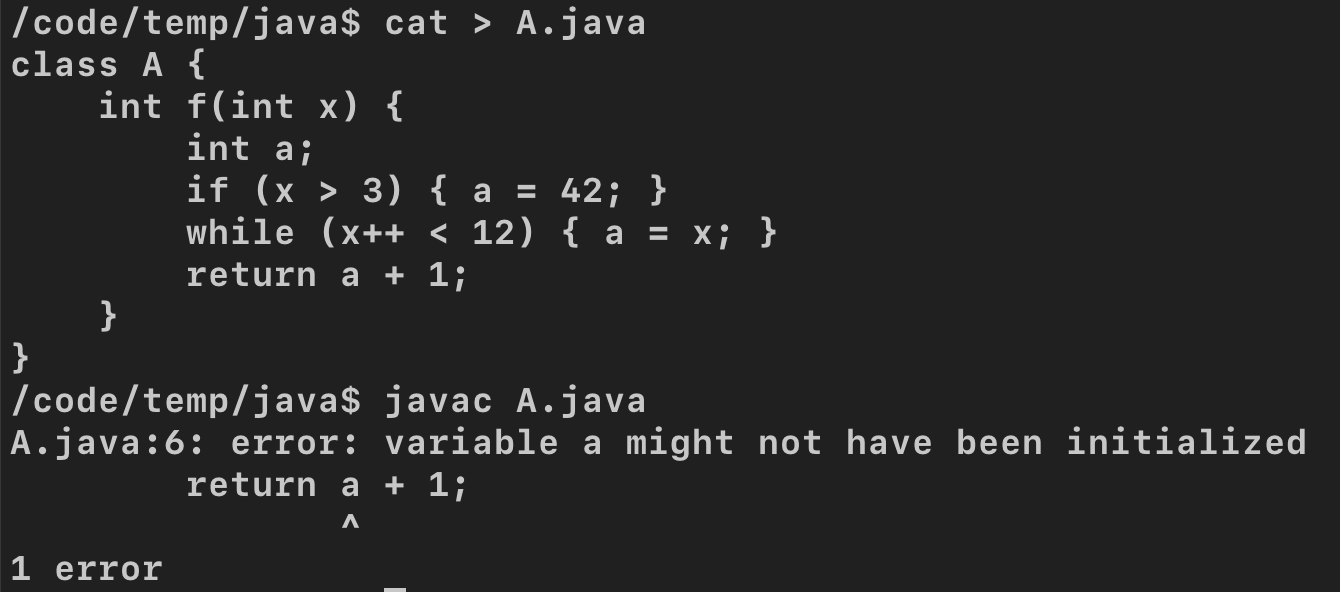 /code/temp/java$ cat > A.java
class A {
    int f(int x) {
        int a;
        if (x > 3) { a = 42; }
        while (x++ < 12) { a = x; }
        return a + 1;
    }
}
/code/temp/java$ javac A.java
A.java:6: error: variable a might not have been initialized
        return a + 1;
               ^
1 error